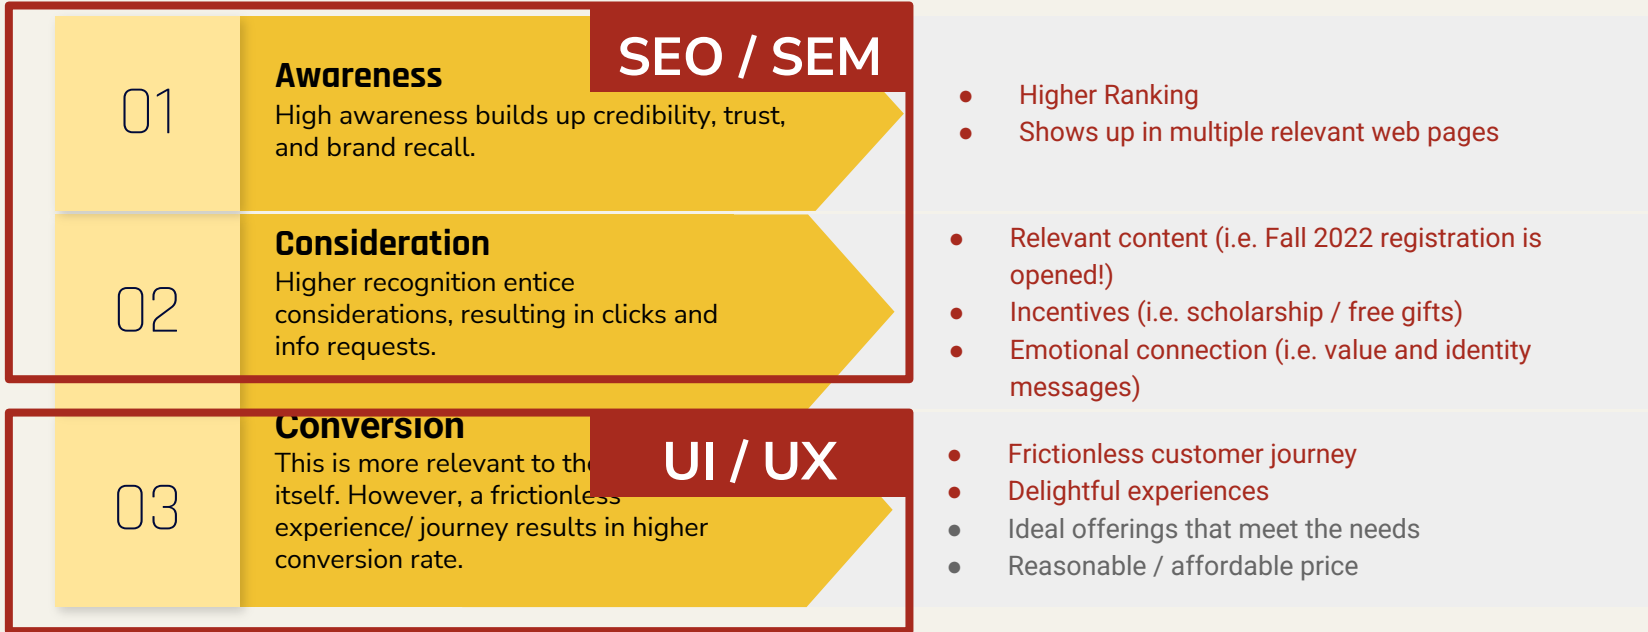 SEO / SEM
01
Awareness
High awareness builds up credibility, trust,
and brand recall.
● Higher Ranking
● Shows up in multiple relevant web pages
02
Consideration
Higher recognition entice
considerations, resulting in clicks and
info requests.
● Relevant content (i.e. Fall 2022 registration is
opened!)
● Incentives (i.e. scholarship / free gifts)
● Emotional connection (i.e. value and identity
messages)
UI / UX
03
Conversion
This is more relevant to the
itself. However, a frictionless
experience/ journey results in higher
conversion rate.
● Frictionless customer journey
● Delightful experiences
● Ideal offerings that meet the needs
● Reasonable / affordable price